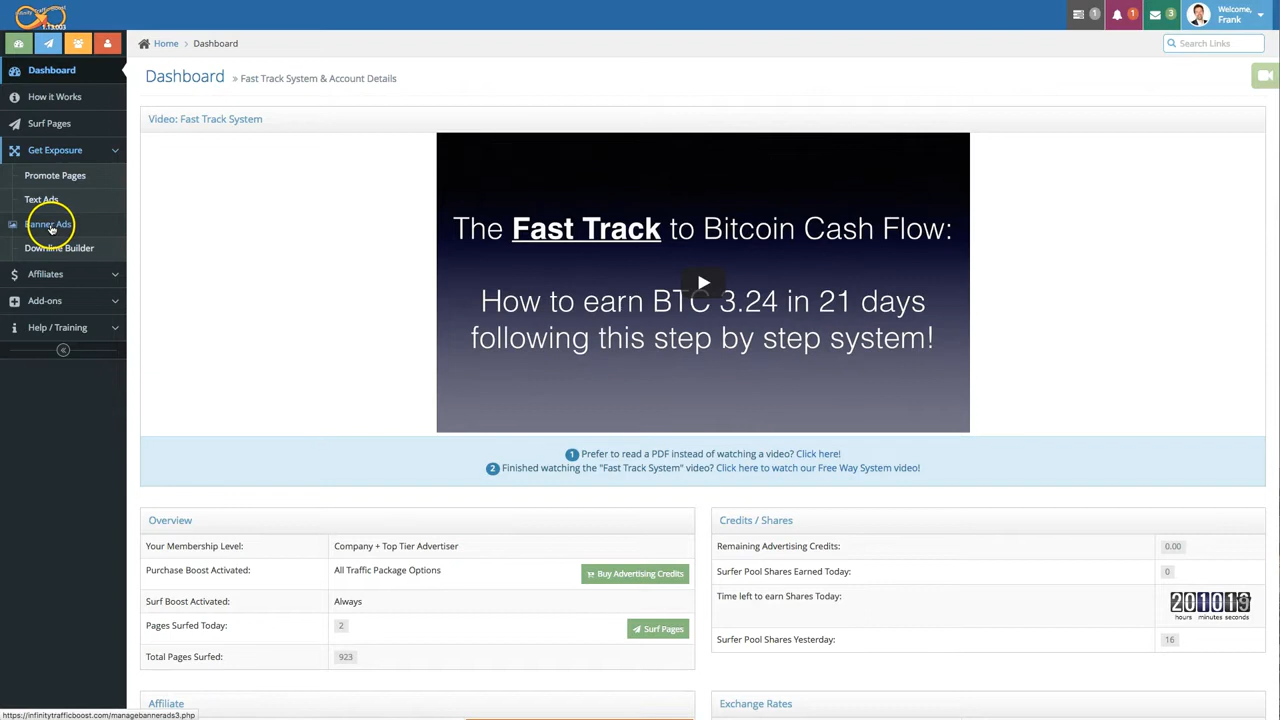 Infinity Traffic Boost
1.13.003
1
1
3
Welcome,
Frank
Home > Dashboard
Search Links
Dashboard
How it Works
Surf Pages
Get Exposure
Promote Pages
Text Ads
Banner Ads
Downline Builder
Affiliates
Add-ons
Help / Training
Dashboard » Fast Track System & Account Details
Video: Fast Track System
The Fast Track to Bitcoin Cash Flow:
How to earn BTC 3.24 in 21 days
following this step by step system!
1 Prefer to read a PDF instead of watching a video? Click here!
2 Finished watching the "Fast Track System" video? Click here to watch our Free Way System video!
Overview
Your Membership Level: Company + Top Tier Advertiser
Purchase Boost Activated: All Traffic Package Options Buy Advertising Credits
Surf Boost Activated: Always
Pages Surfed Today: 2 Surf Pages
Total Pages Surfed: 923
Credits / Shares
Remaining Advertising Credits: 0.00
Surfer Pool Shares Earned Today: 0
Time left to earn Shares Today:
hours minutes seconds
Surfer Pool Shares Yesterday: 16
Affiliate
Exchange Rates
https://infinitytrafficboost.com/managebannerads3.php